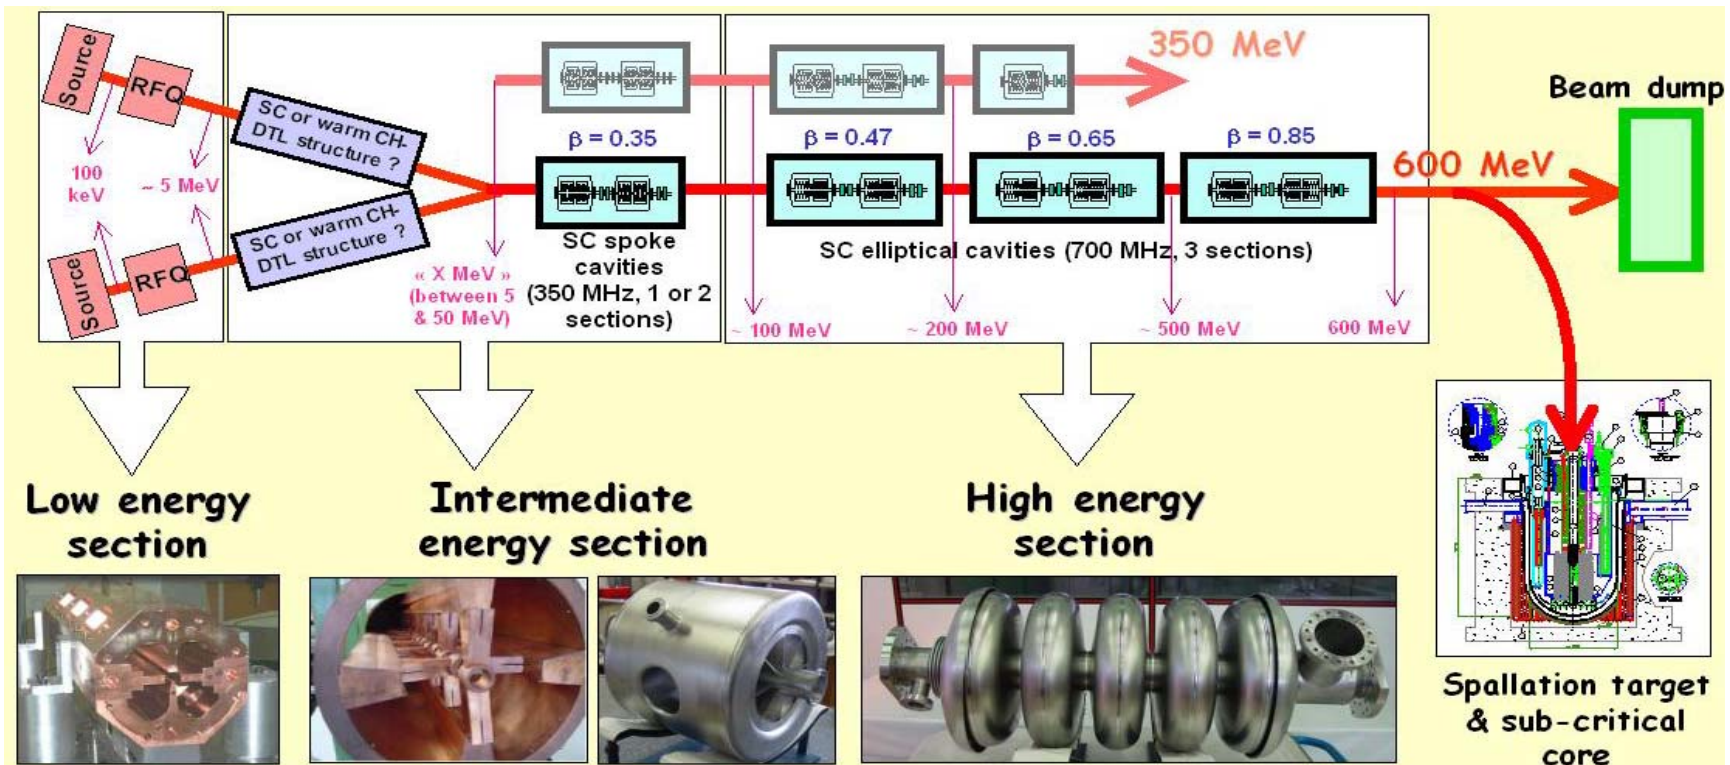 Source
RFQ
100
keV
~ 5 MeV
Source
RFQ
SC or warm CH-
DTL structure ?
SC or warm CH-
DTL structure ?
« X MeV »
(between 5
& 50 MeV)
β = 0.35
SC spoke
cavities
(350 MHz, 1 or 2
sections)
350 MeV
β = 0.47
β = 0.65
β = 0.85
SC elliptical cavities (700 MHz, 3 sections)
~ 100 MeV
~ 200 MeV
~ 500 MeV
600 MeV
600 MeV
Beam dump
Low energy
section
Intermediate
energy section
High energy
section
Spallation target
& sub-critical
core